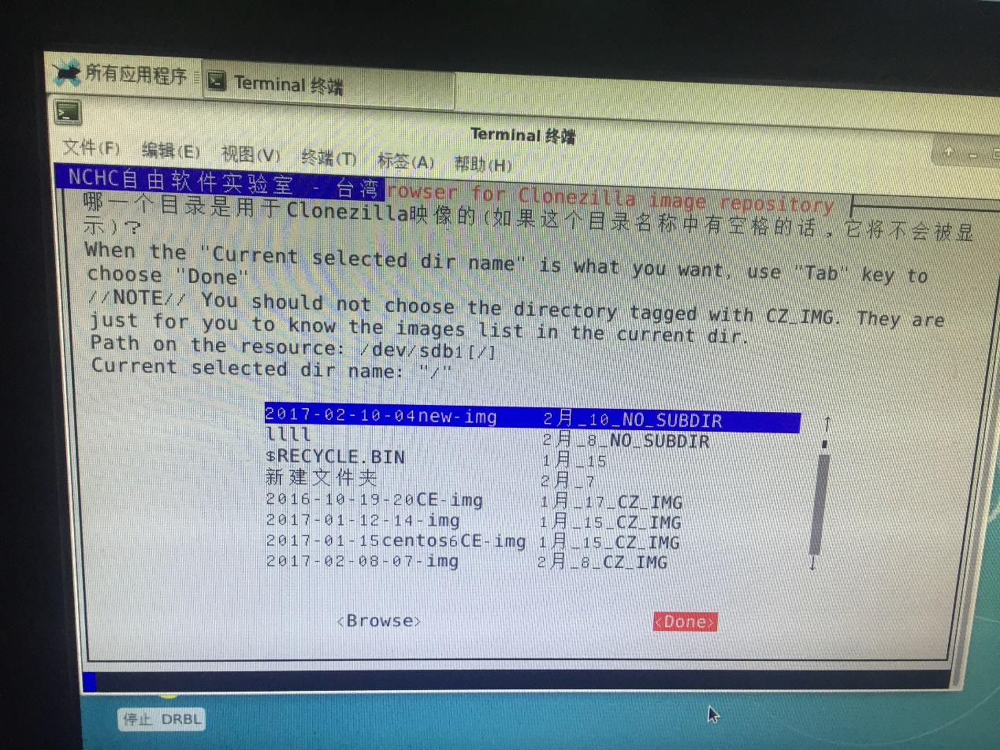 所有应用程序 Terminal 终端
Terminal 终端
文件(F) 编辑(E) 视图(V) 终端(T) 标签(A) 帮助(H)
NCHC自由软件实验室 - 台湾rowser for Clonezilla image repository
哪一个目录是用于Clonezilla映像的(如果这个目录名称中有空格的话，它将不会被显
示)？
When the "Current selected dir name" is what you want, use "Tab" key to
choose "Done"
//NOTE// You should not choose the directory tagged with CZ_IMG. They are
just for you to know the images list in the current dir.
Path on the resource: /dev/sdb1[/]
Current selected dir name: "/"
2017-02-10-04new-img 2月_10_NO_SUBDIR
llll 2月_8_NO_SUBDIR
$RECYCLE.BIN 1月_15
新建文件夹 2月_7
2016-10-19-20CE-img 1月_17_CZ_IMG
2017-01-12-14-img 1月_15_CZ_IMG
2017-01-15centos6CE-img 1月_15_CZ_IMG
2017-02-08-07-img 2月_8_CZ_IMG
<Browse> <Done>
停止 DRBL